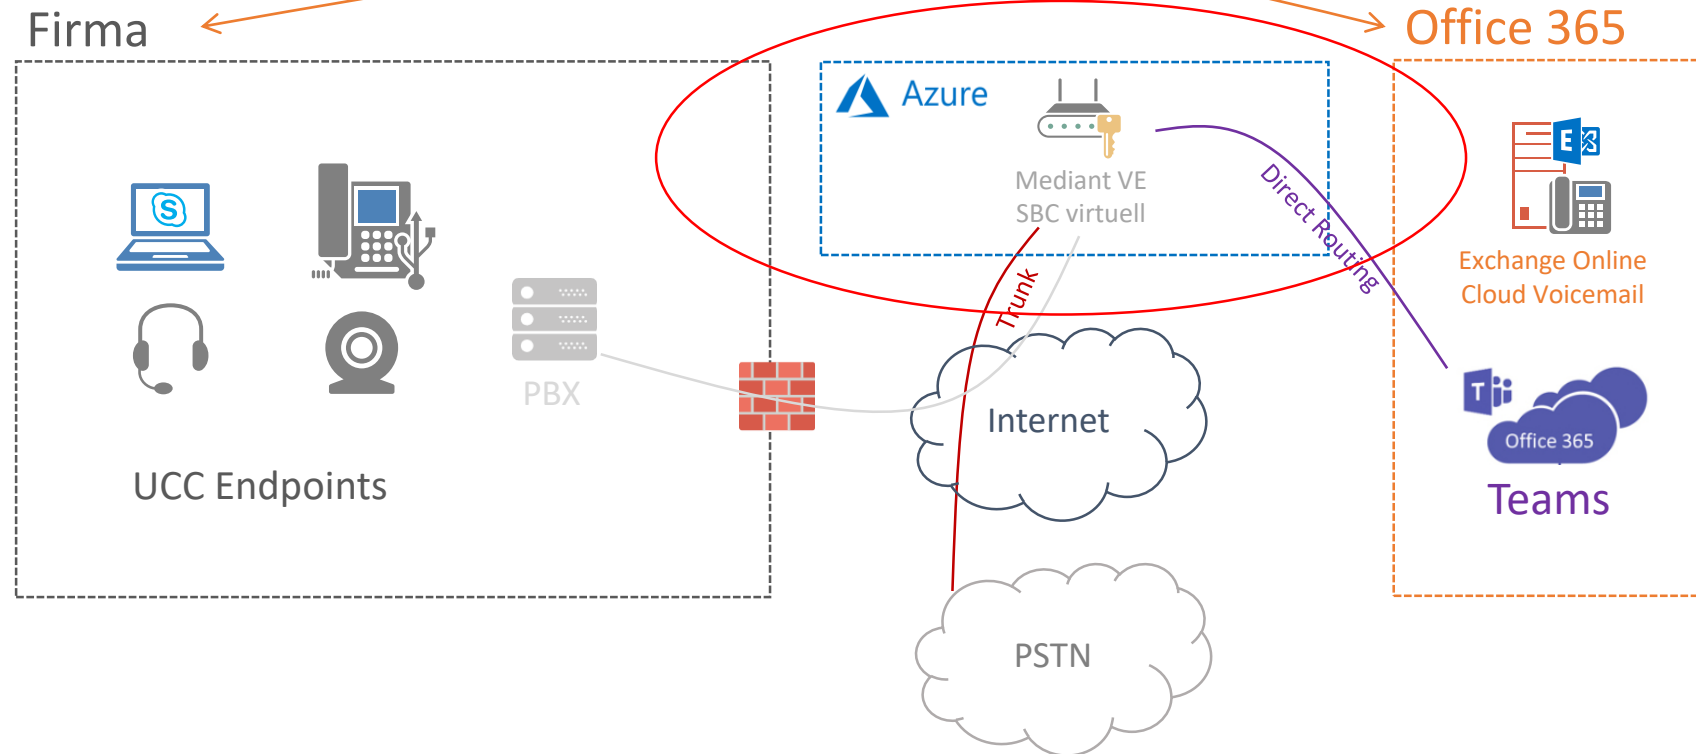 Firma
Office 365
Azure
Mediant VE
SBC virtuell
Direct Routing
Trunk
S
E
Exchange Online
Cloud Voicemail
PBX
Internet
T
Office 365
UCC Endpoints
Teams
PSTN